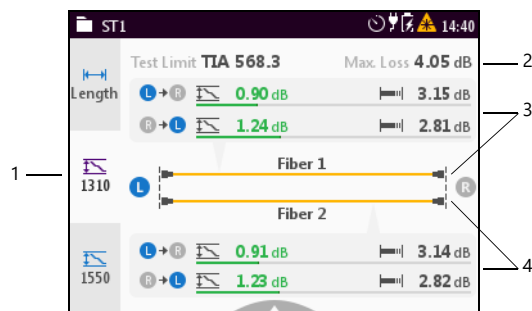 ST1 14:40
Test Limit TIA 568.3 Max. Loss 4.05 dB
2
Length
L R 0.90 dB 3.15 dB
3
R L 1.24 dB 2.81 dB
Fiber 1
1
1310
L R
Fiber 2
L R 0.91 dB 3.14 dB
4
1550
R L 1.23 dB 2.82 dB